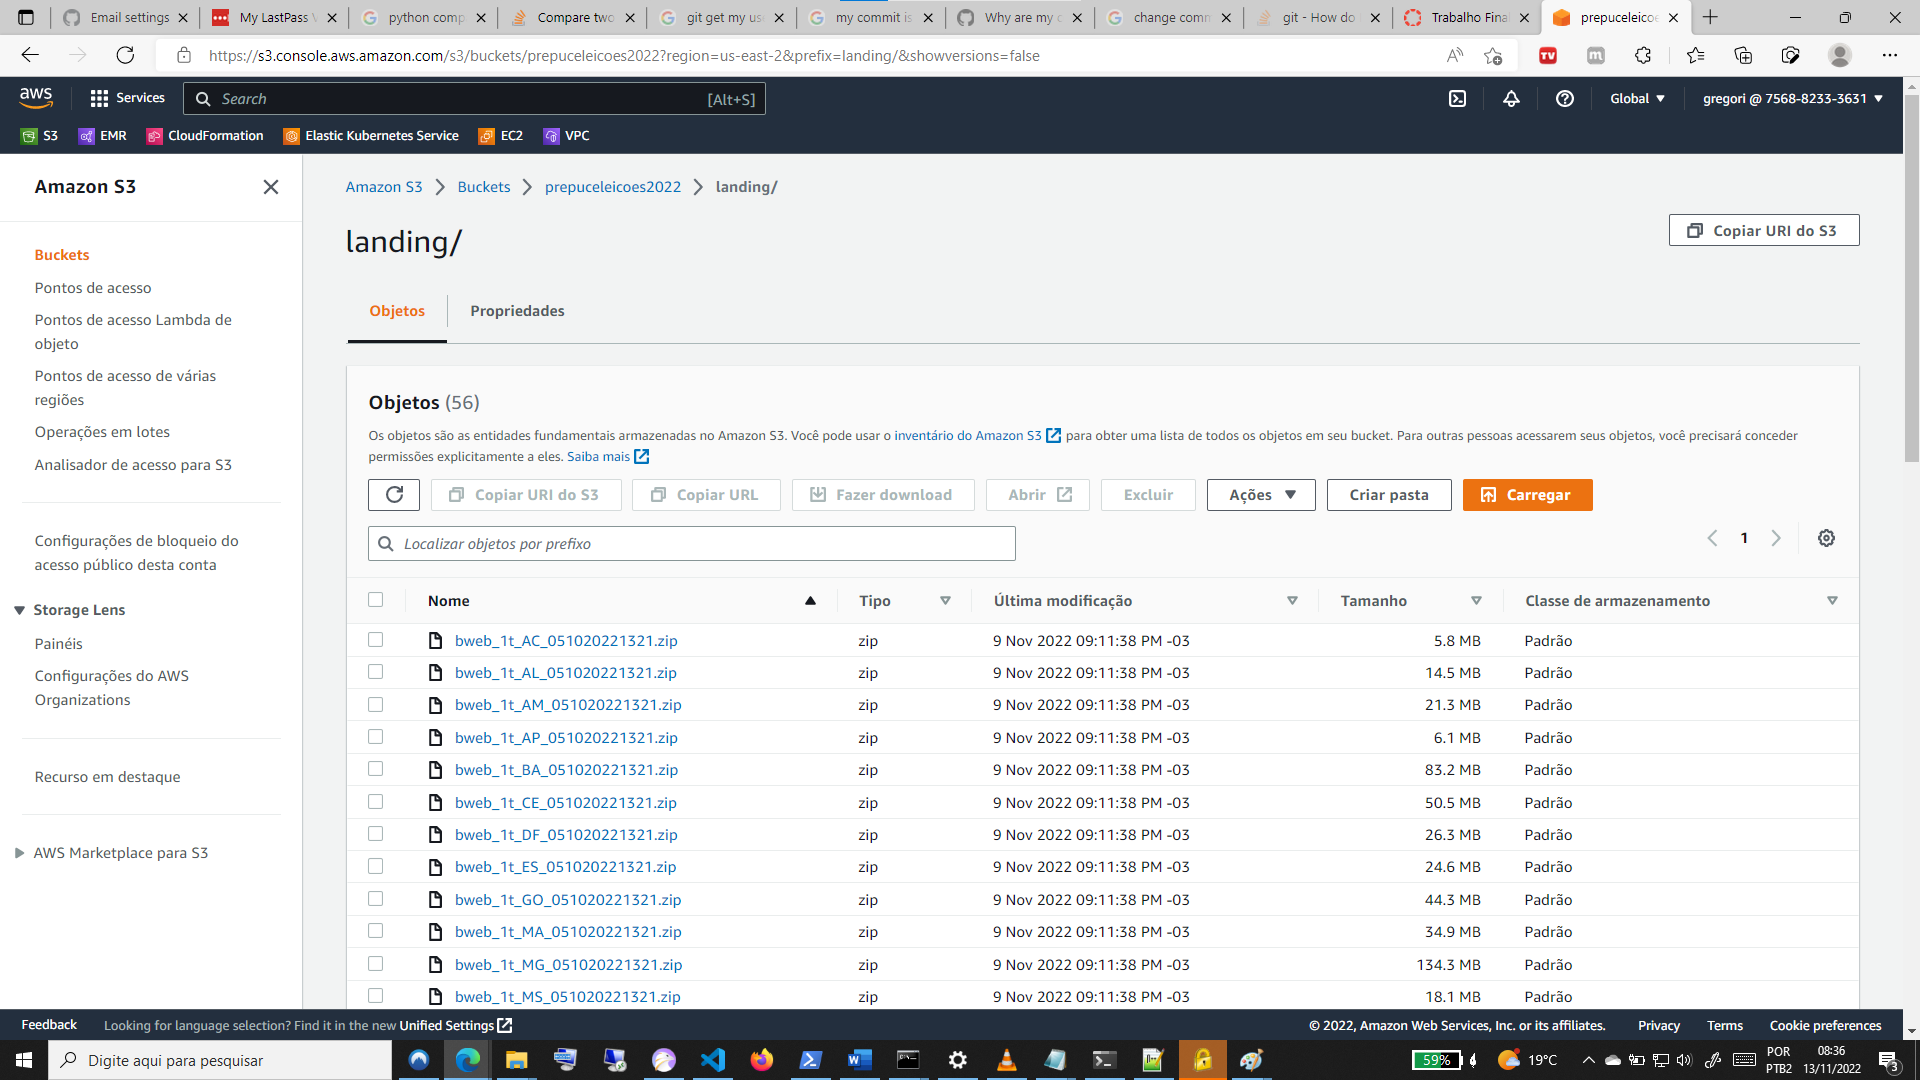 Email settings
My LastPass V
python comp
Compare two
git get my us
my commit is
Why are my c
change comm
git - How do
Trabalho Fina
prepuceleicoe
https://s3.console.aws.amazon.com/s3/buckets/prepuceleicoes2022?region=us-east-2&prefix=landing/&showversions=false
aws
Services
Search
[Alt+S]
Global
gregori @ 7568-8233-3631
S3
EMR
CloudFormation
Elastic Kubernetes Service
EC2
VPC
Amazon S3
Buckets
Pontos de acesso
Pontos de acesso Lambda de
objeto
Pontos de acesso de várias
regiões
Operações em lotes
Analisador de acesso para S3
Configurações de bloqueio do
acesso público desta conta
Storage Lens
Painéis
Configurações do AWS
Organizations
Recurso em destaque
AWS Marketplace para S3
Amazon S3 > Buckets > prepuceleicoes2022 > landing/
landing/
Copiar URI do S3
Objetos
Propriedades
Objetos (56)
Os objetos são as entidades fundamentais armazenadas no Amazon S3. Você pode usar o inventário do Amazon S3 para obter uma lista de todos os objetos em seu bucket. Para outras pessoas acessarem seus objetos, você precisará conceder
permissões explicitamente a eles. Saiba mais
Copiar URI do S3
Copiar URL
Fazer download
Abrir
Excluir
Ações
Criar pasta
Carregar
Localizar objetos por prefixo
1
Nome Tipo Última modificação Tamanho Classe de armazenamento
bweb_1t_AC_051020221321.zip zip 9 Nov 2022 09:11:38 PM -03 5.8 MB Padrão
bweb_1t_AL_051020221321.zip zip 9 Nov 2022 09:11:38 PM -03 14.5 MB Padrão
bweb_1t_AM_051020221321.zip zip 9 Nov 2022 09:11:38 PM -03 21.3 MB Padrão
bweb_1t_AP_051020221321.zip zip 9 Nov 2022 09:11:38 PM -03 6.1 MB Padrão
bweb_1t_BA_051020221321.zip zip 9 Nov 2022 09:11:38 PM -03 83.2 MB Padrão
bweb_1t_CE_051020221321.zip zip 9 Nov 2022 09:11:38 PM -03 50.5 MB Padrão
bweb_1t_DF_051020221321.zip zip 9 Nov 2022 09:11:38 PM -03 26.3 MB Padrão
bweb_1t_ES_051020221321.zip zip 9 Nov 2022 09:11:38 PM -03 24.6 MB Padrão
bweb_1t_GO_051020221321.zip zip 9 Nov 2022 09:11:38 PM -03 44.3 MB Padrão
bweb_1t_MA_051020221321.zip zip 9 Nov 2022 09:11:38 PM -03 34.9 MB Padrão
bweb_1t_MG_051020221321.zip zip 9 Nov 2022 09:11:38 PM -03 134.3 MB Padrão
bweb_1t_MS_051020221321.zip zip 9 Nov 2022 09:11:38 PM -03 18.1 MB Padrão
Feedback
Looking for language selection? Find it in the new Unified Settings
© 2022, Amazon Web Services, Inc. or its affiliates.
Privacy
Terms
Cookie preferences
Digite aqui para pesquisar
59%
19°C
POR
PTB2
08:36
13/11/2022
3